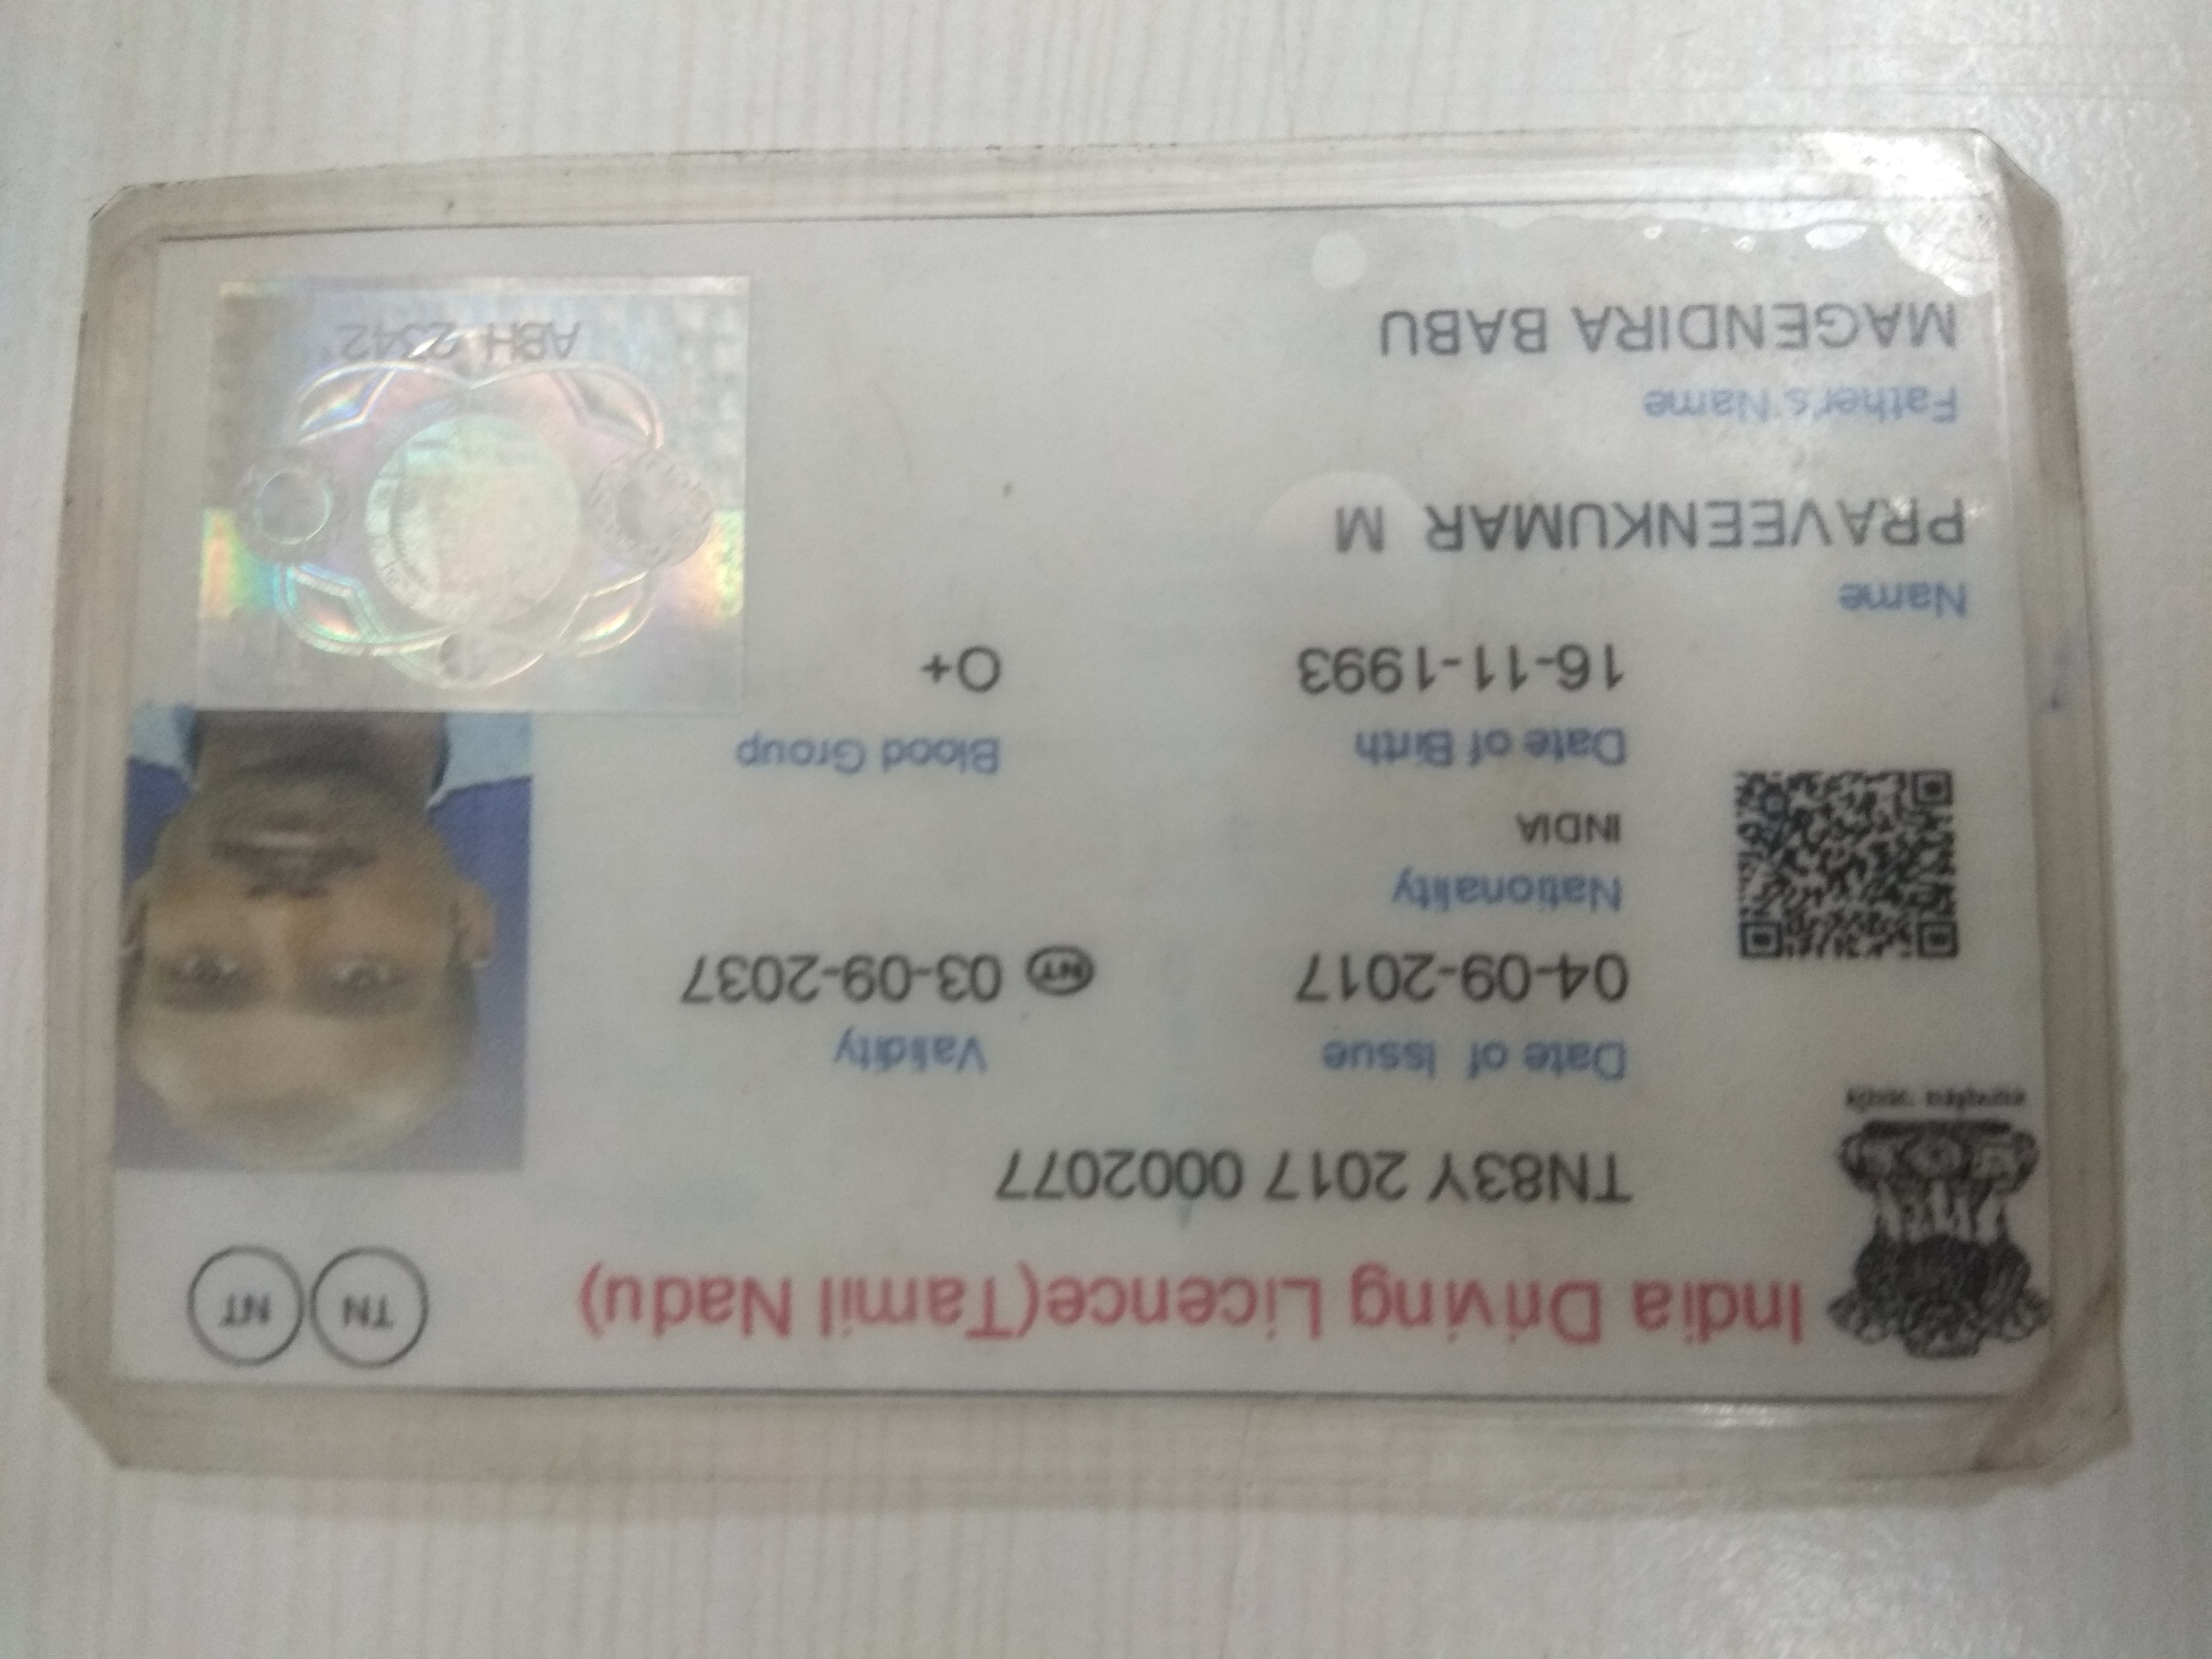 India Driving Licence(Tamil Nadu)
TN NT
TN83Y 2017 0002077
Date of Issue Validity
04-09-2017 NT 03-09-2037
Nationality
INDIA
Date of Birth Blood Group
16-11-1993 O+
Name
PRAVEENKUMAR M
Father's Name
MAGENDIRA BABU
ABH 2342